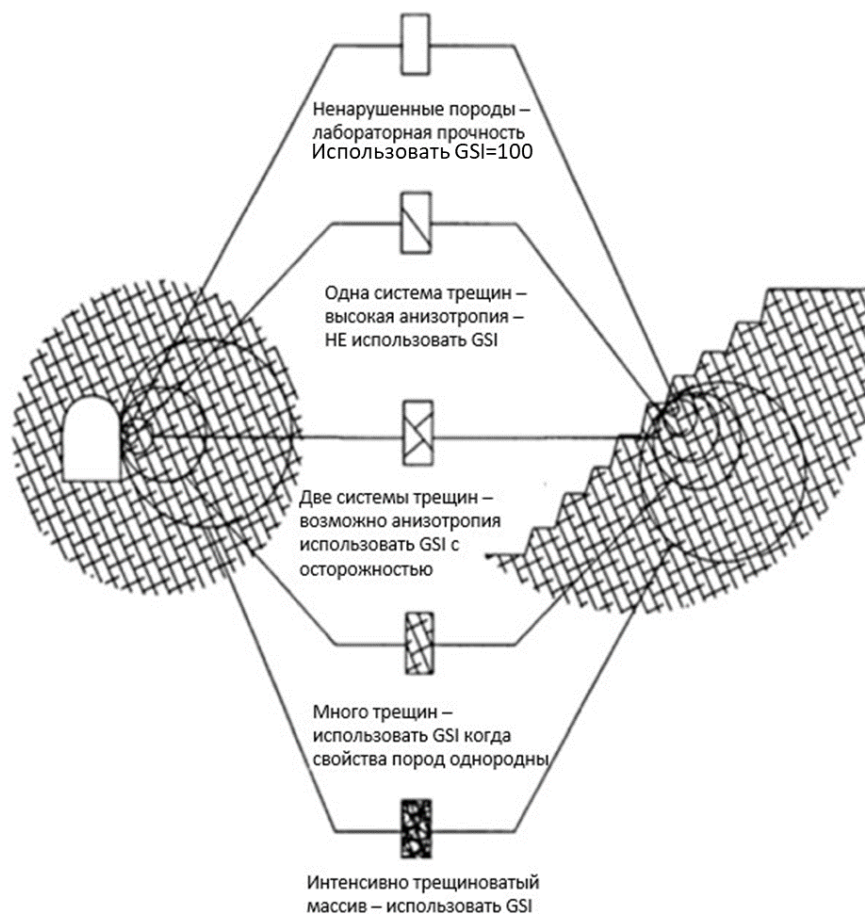 Ненарушенные породы –
лабораторная прочность
Использовать GSI=100
Одна система трещин –
высокая анизотропия –
НЕ использовать GSI
Две системы трещин –
возможно анизотропия
использовать GSI с
осторожностью
Много трещин –
использовать GSI когда
свойства пород однородны
Интенсивно трещиноватый
массив – использовать GSI